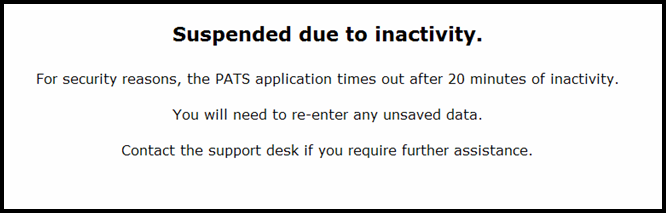 Suspended due to inactivity.
For security reasons, the PATS application times out after 20 minutes of inactivity.
You will need to re-enter any unsaved data.
Contact the support desk if you require further assistance.